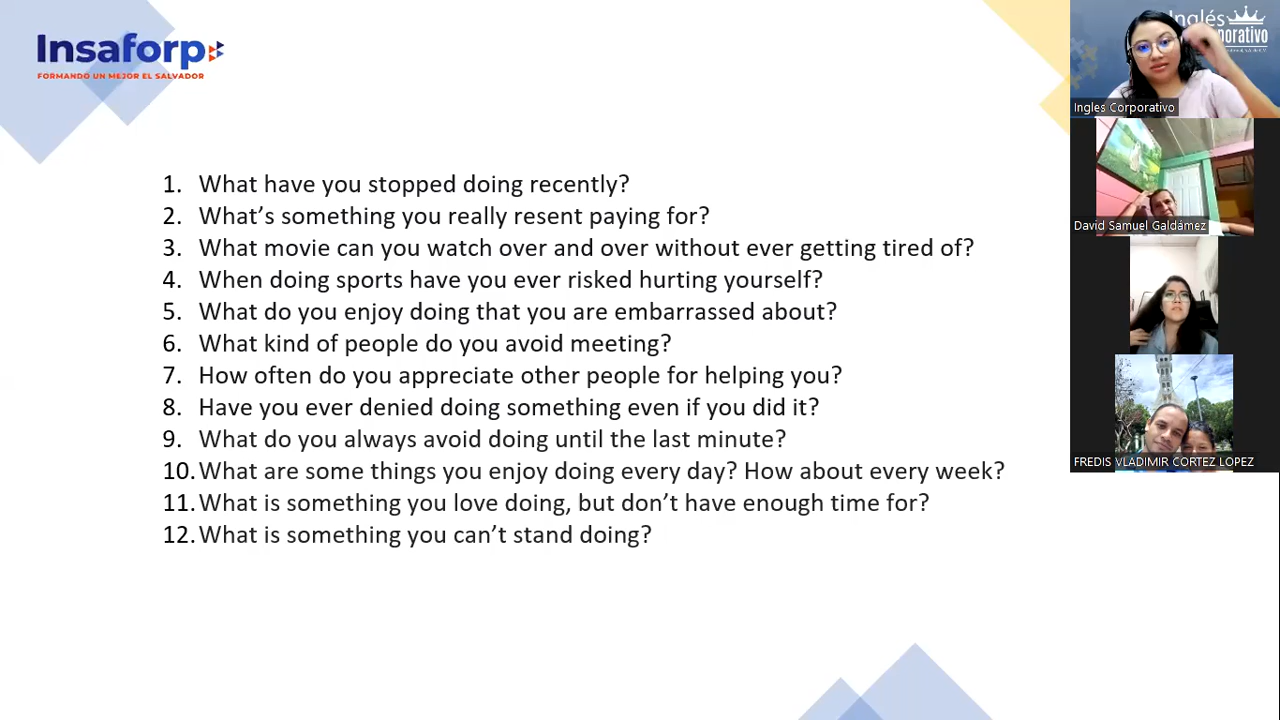 Insaforp
FORMANDO UN MEJOR EL SALVADOR
1. What have you stopped doing recently?
2. What’s something you really resent paying for?
3. What movie can you watch over and over without ever getting tired of?
4. When doing sports have you ever risked hurting yourself?
5. What do you enjoy doing that you are embarrassed about?
6. What kind of people do you avoid meeting?
7. How often do you appreciate other people for helping you?
8. Have you ever denied doing something even if you did it?
9. What do you always avoid doing until the last minute?
10. What are some things you enjoy doing every day? How about every week?
11. What is something you love doing, but don’t have enough time for?
12. What is something you can’t stand doing?
Inglés
Ingles Corporativo
David Samuel Galdámez
FREDIS VLADIMIR CORTEZ LOPEZ